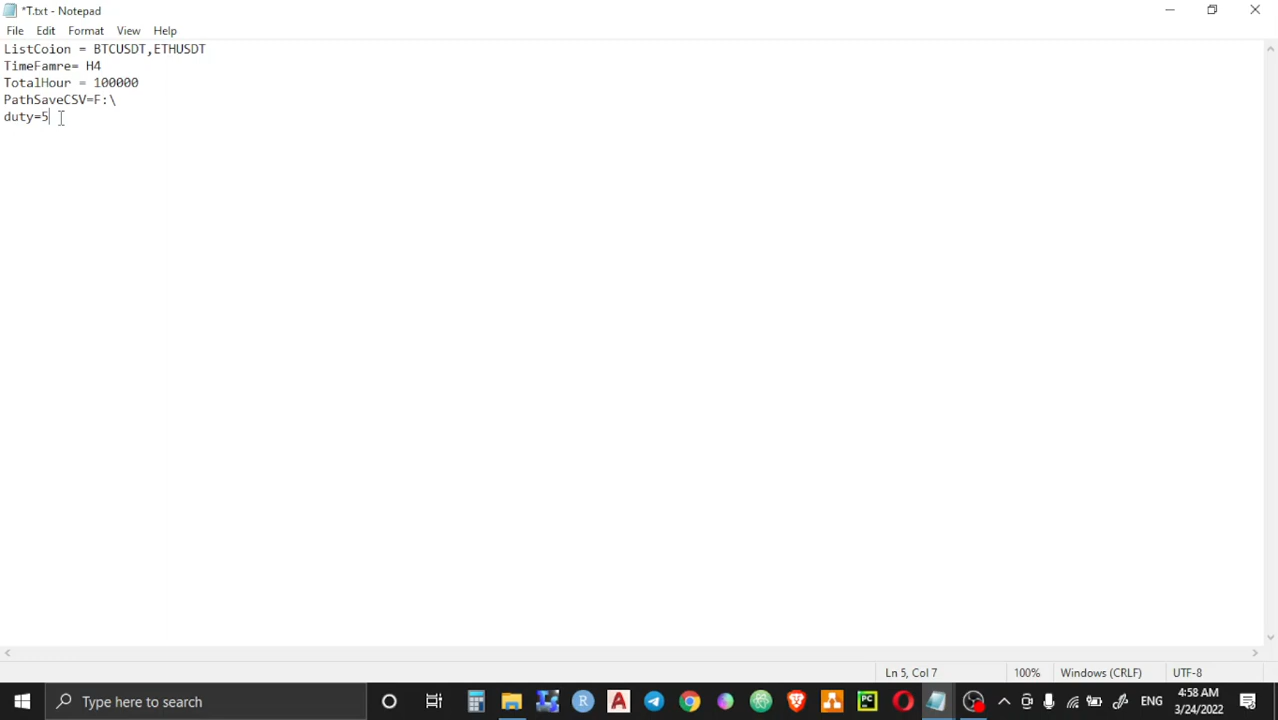 *T.txt - Notepad
File Edit Format View Help
ListCoion = BTCUSDT,ETHUSDT
TimeFamre= H4
TotalHour = 100000
PathSaveCSV=F:\
duty=5
Ln 5, Col 7 100% Windows (CRLF) UTF-8
Type here to search R A PC ENG 4:58 AM
3/24/2022